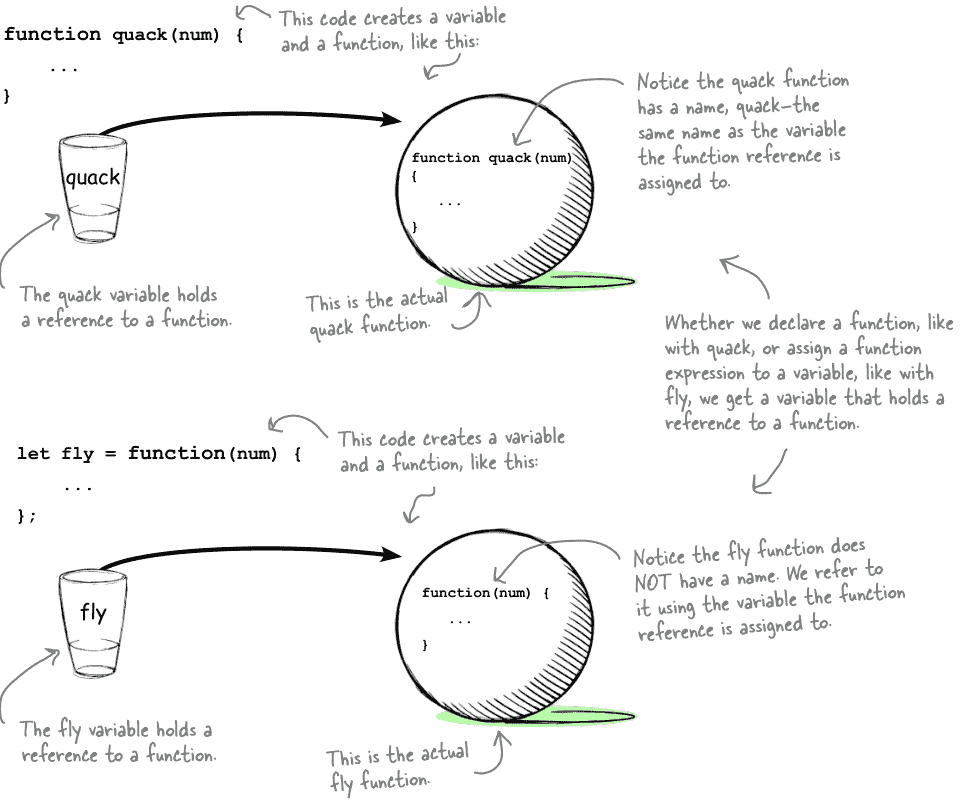 This code creates a variable
and a function, like this:
function quack(num) {
...
}
Notice the quack function
has a name, quack—the
same name as the variable
the function reference is
assigned to.
quack
function quack(num)
{
...
}
The quack variable holds
a reference to a function.
This is the actual
quack function.
Whether we declare a function, like
with quack, or assign a function
expression to a variable, like with
fly, we get a variable that holds a
reference to a function.
let fly = function(num) {
...
};
This code creates a variable
and a function, like this:
Notice the fly function does
NOT have a name. We refer to
it using the variable the function
reference is assigned to.
fly
function(num) {
...
}
The fly variable holds a
reference to a function.
This is the actual
fly function.